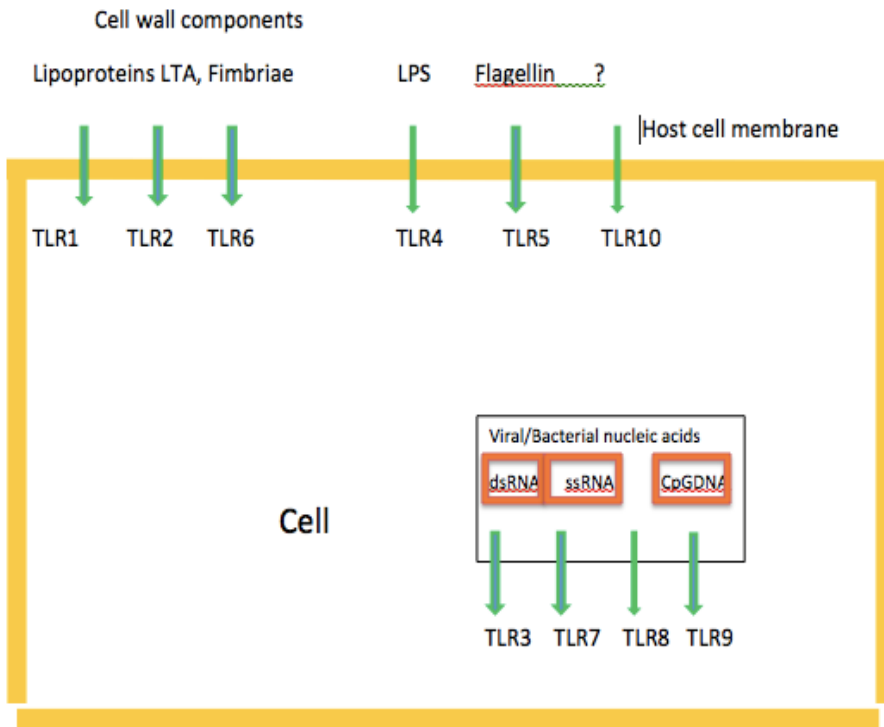 Cell wall components
Lipoproteins LTA, Fimbriae LPS Flagellin ?
Host cell membrane
TLR1 TLR2 TLR6 TLR4 TLR5 TLR10
Viral/Bacterial nucleic acids
dsRNA ssRNA CpGDNA
Cell
TLR3 TLR7 TLR8 TLR9